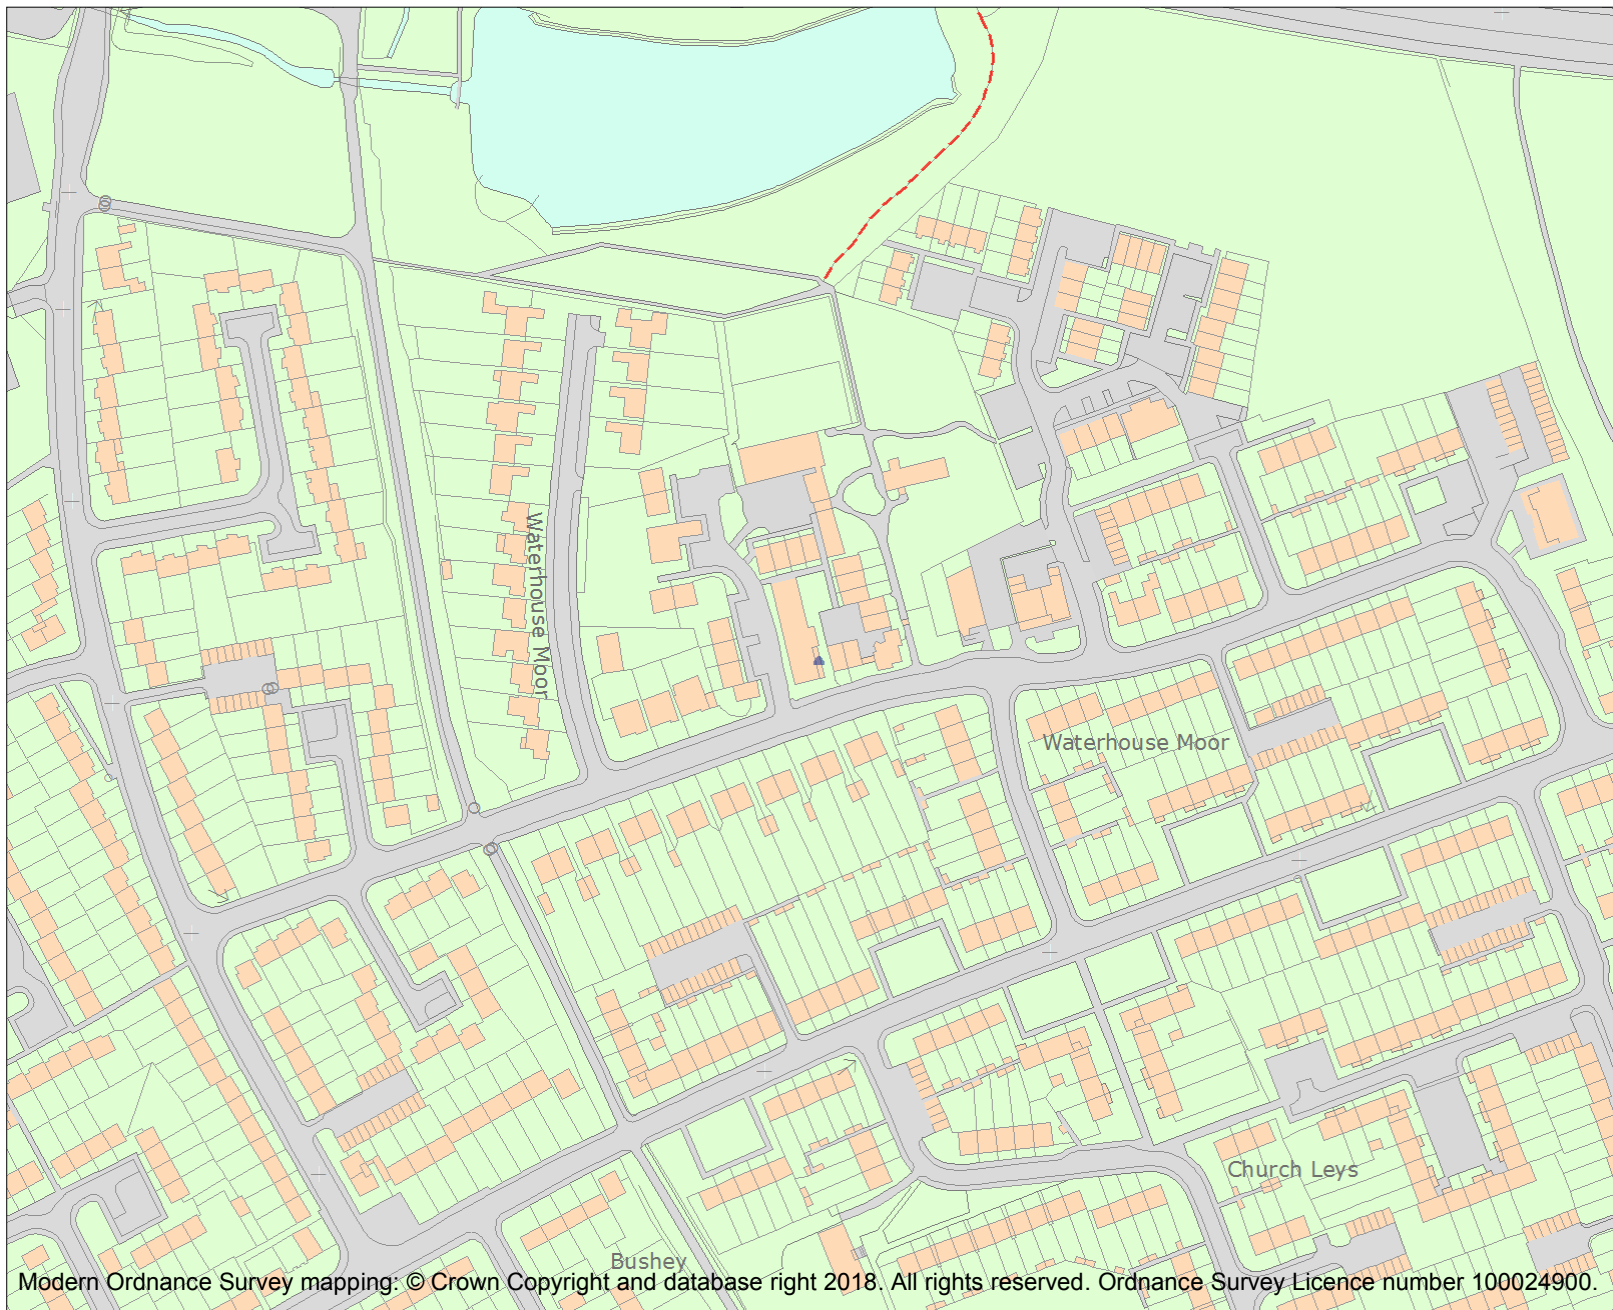 Waterhouse Moor
Waterhouse Moor
Church Leys
Bushey
Modern Ordnance Survey mapping: © Crown Copyright and database right 2018. All rights reserved. Ordnance Survey Licence number 100024900.